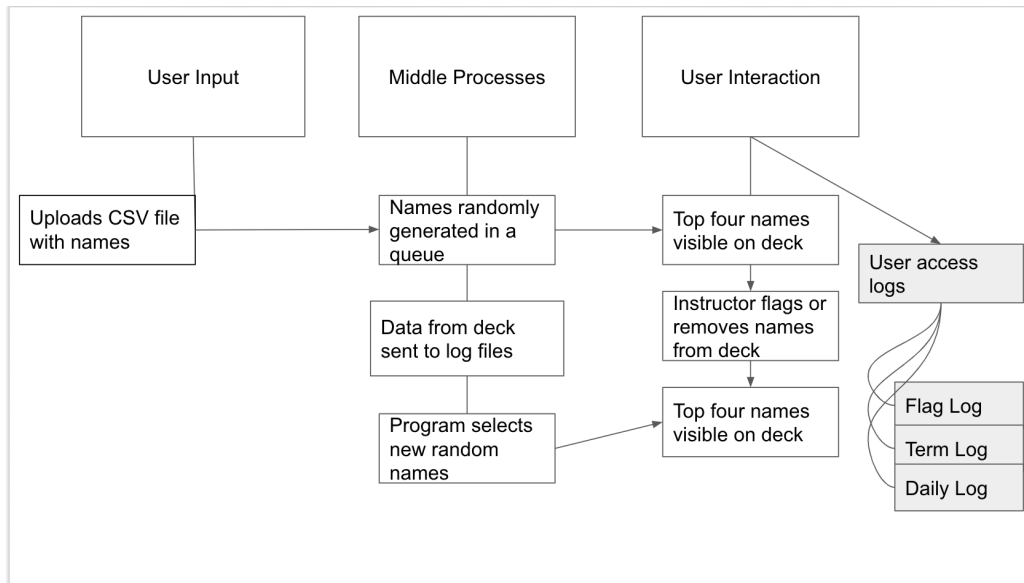 User Input
Middle Processes
User Interaction
Uploads CSV file
with names
Names randomly
generated in a
queue
Top four names
visible on deck
User access
logs
Data from deck
sent to log files
Instructor flags or
removes names
from deck
Program selects
new random
names
Top four names
visible on deck
Flag Log
Term Log
Daily Log